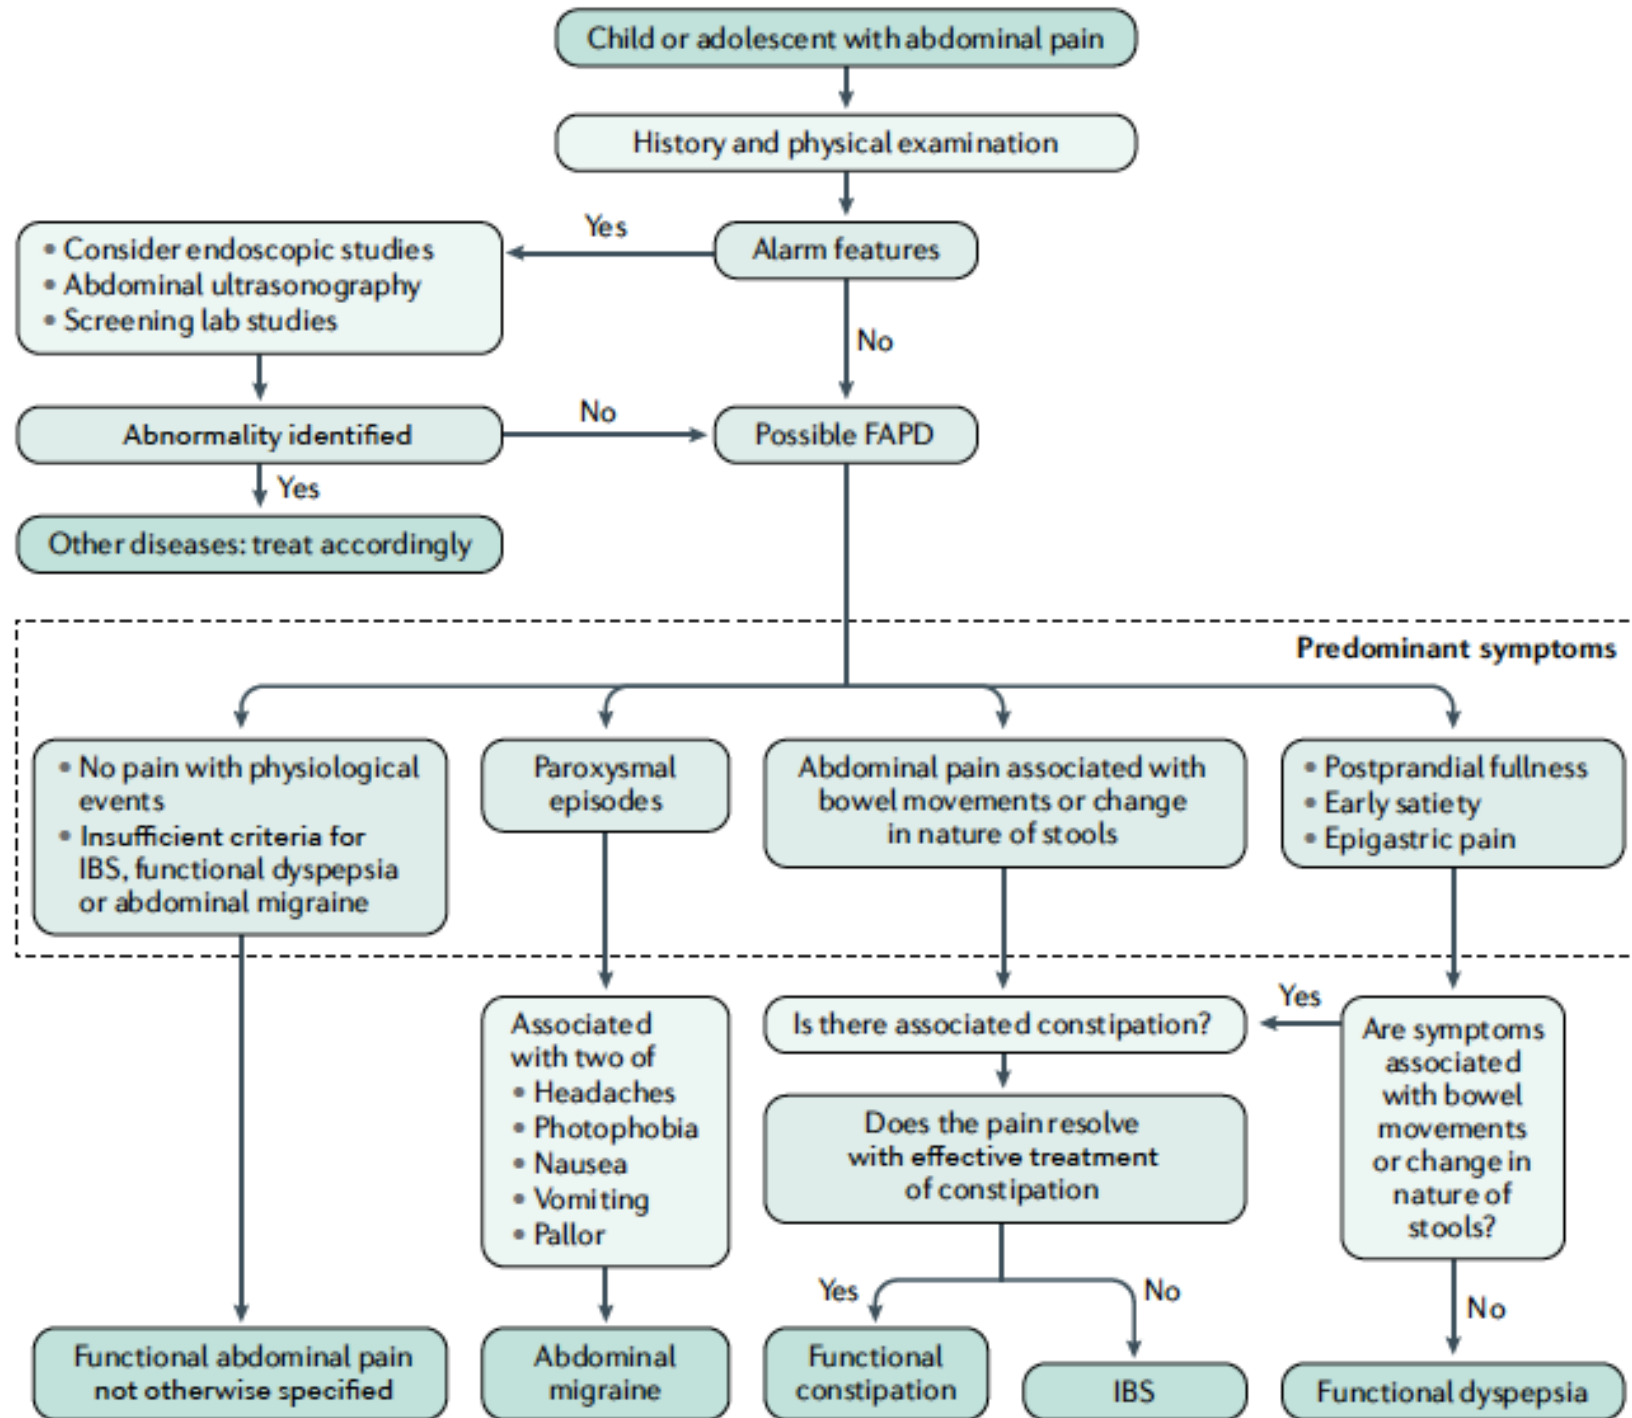 Child or adolescent with abdominal pain
History and physical examination
Yes
Alarm features
• Consider endoscopic studies
• Abdominal ultrasonography
• Screening lab studies
No
Abnormality identified
No
Possible FAPD
Yes
Other diseases: treat accordingly
Predominant symptoms
• No pain with physiological
events
• Insufficient criteria for
IBS, functional dyspepsia
or abdominal migraine
Paroxysmal
episodes
Abdominal pain associated with
bowel movements or change
in nature of stools
• Postprandial fullness
• Early satiety
• Epigastric pain
Associated
with two of
• Headaches
• Photophobia
• Nausea
• Vomiting
• Pallor
Is there associated constipation?
Yes
Are symptoms
associated
with bowel
movements
or change in
nature of
stools?
Does the pain resolve
with effective treatment
of constipation
Yes
No
No
Functional abdominal pain
not otherwise specified
Abdominal
migraine
Functional
constipation
IBS
Functional dyspepsia